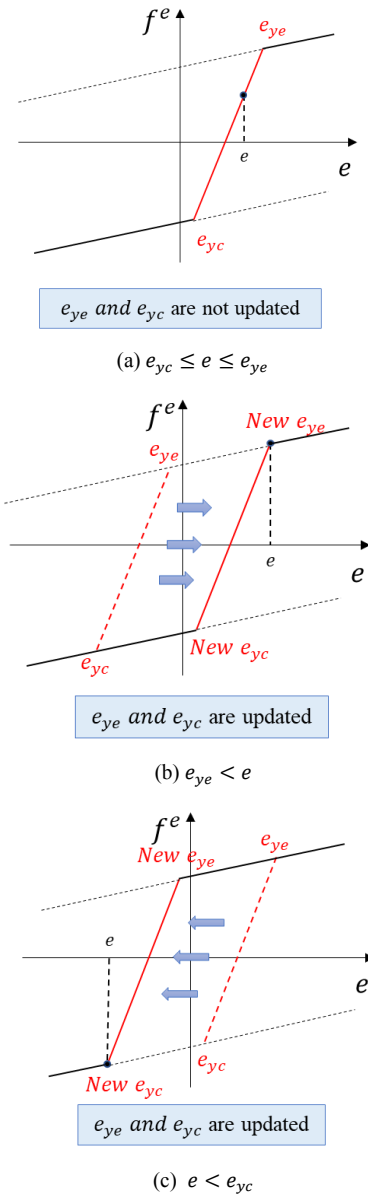 f^e
e_ye
e
e
e_yc
e_ye and e_yc are not updated
(a) e_yc ≤ e ≤ e_ye
f^e
New e_ye
e_ye
e
e
e_yc
New e_yc
e_ye and e_yc are updated
(b) e_ye < e
f^e
e_ye
New e_ye
e
e
e_yc
New e_yc
e_ye and e_yc are updated
(c) e < e_yc